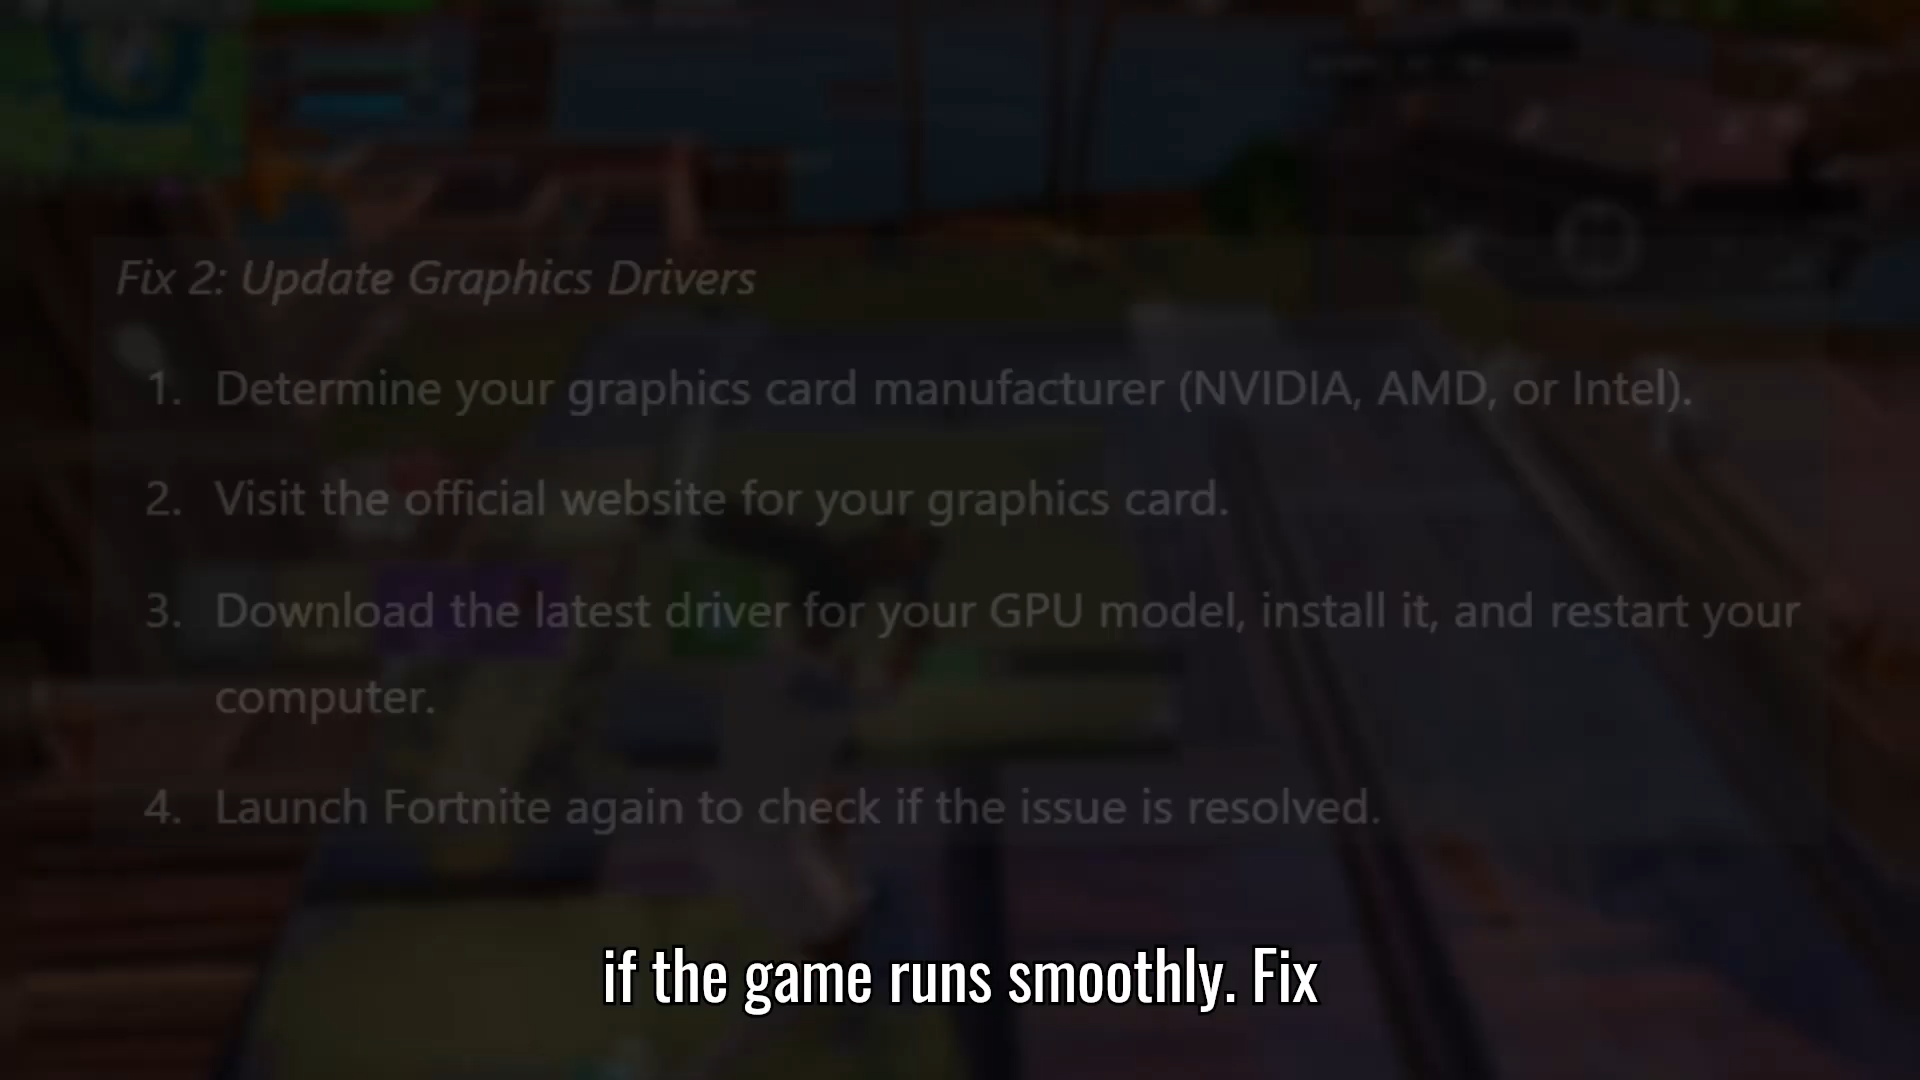 Fix 2: Update Graphics Drivers
1. Determine your graphics card manufacturer (NVIDIA, AMD, or Intel).
2. Visit the official website for your graphics card.
3. Download the latest driver for your GPU model, install it, and restart your
computer.
4. Launch Fortnite again to check if the issue is resolved.
if the game runs smoothly. Fix